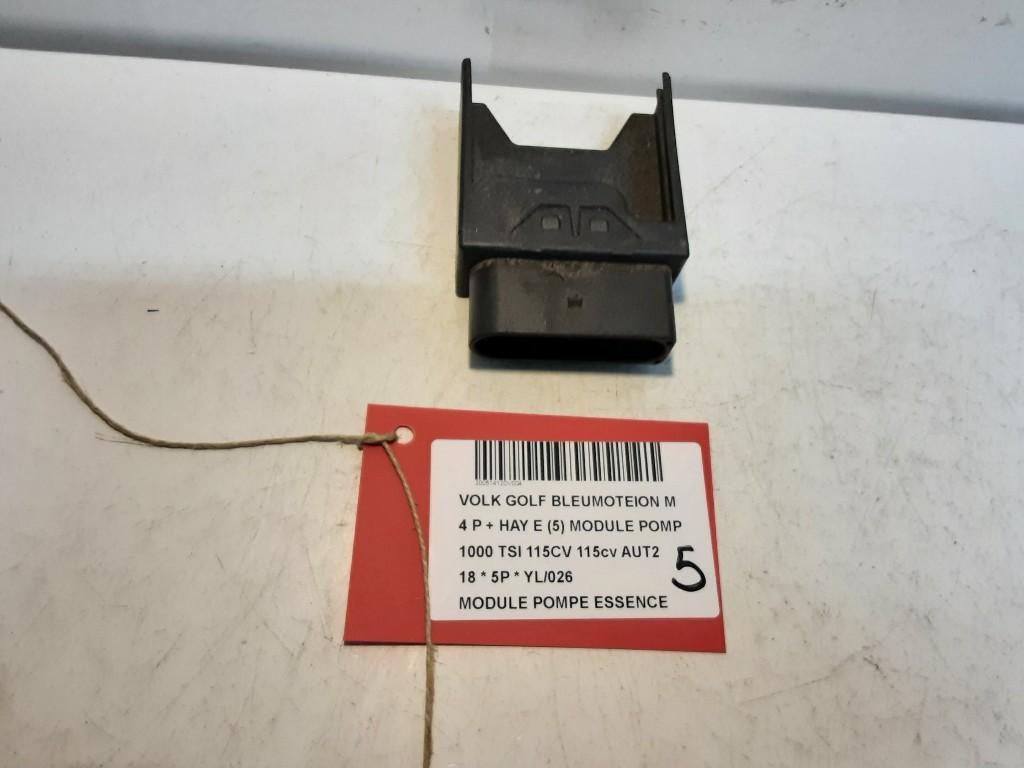 VOLK GOLF BLEUMOTEION M
4 P + HAY E (5) MODULE POMP
1000 TSI 115CV 115cv AUT2
18 * 5P * YL/026
MODULE POMPE ESSENCE
5